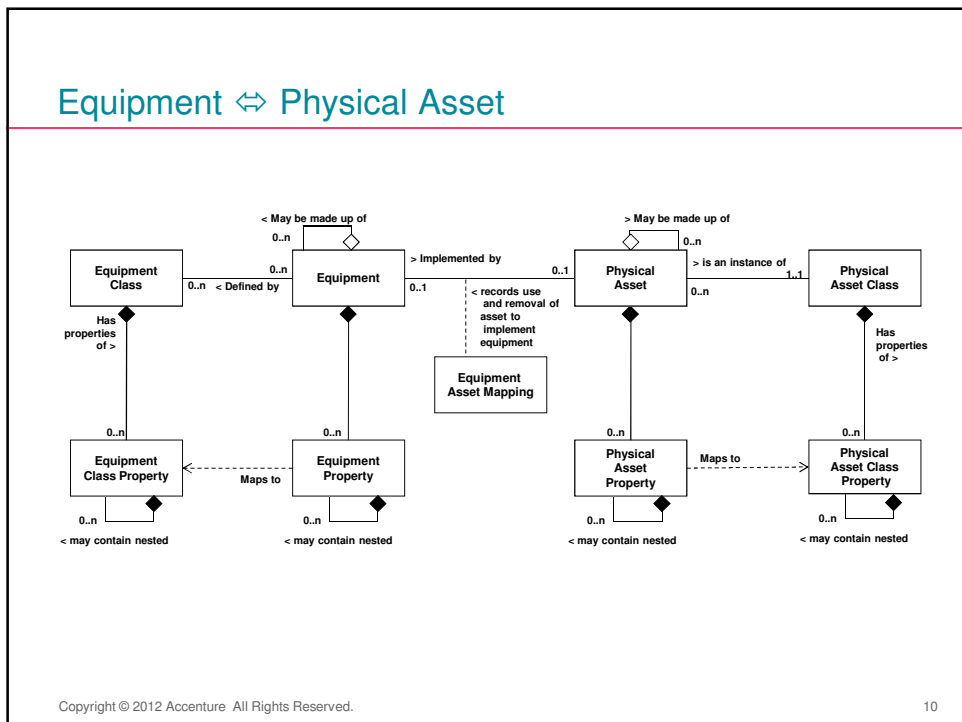 Equipment ⇔ Physical Asset
< May be made up of
0..n
> May be made up of
0..n
Equipment
Class
0..n
< Defined by
0..n
Equipment
> Implemented by
0..1
0..1
< records use
and removal of
asset to
implement
equipment
Physical
Asset
> is an instance of
0..n
1..1
Physical
Asset Class
Has
properties
of >
Has
properties
of >
Equipment
Asset Mapping
0..n
0..n
0..n
0..n
Equipment
Class Property
Maps to
Equipment
Property
Physical
Asset
Property
Maps to
Physical
Asset Class
Property
0..n
0..n
0..n
0..n
< may contain nested
< may contain nested
< may contain nested
< may contain nested
Copyright © 2012 Accenture All Rights Reserved.
10